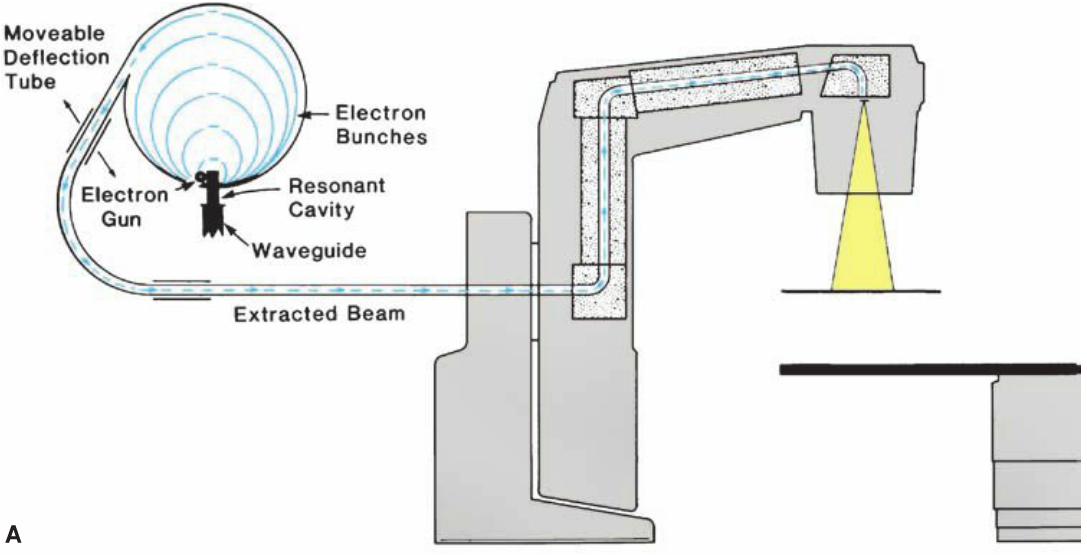 Moveable
Deflection
Tube
Electron
Bunches
Electron
Gun
Resonant
Cavity
Waveguide
Extracted Beam
A